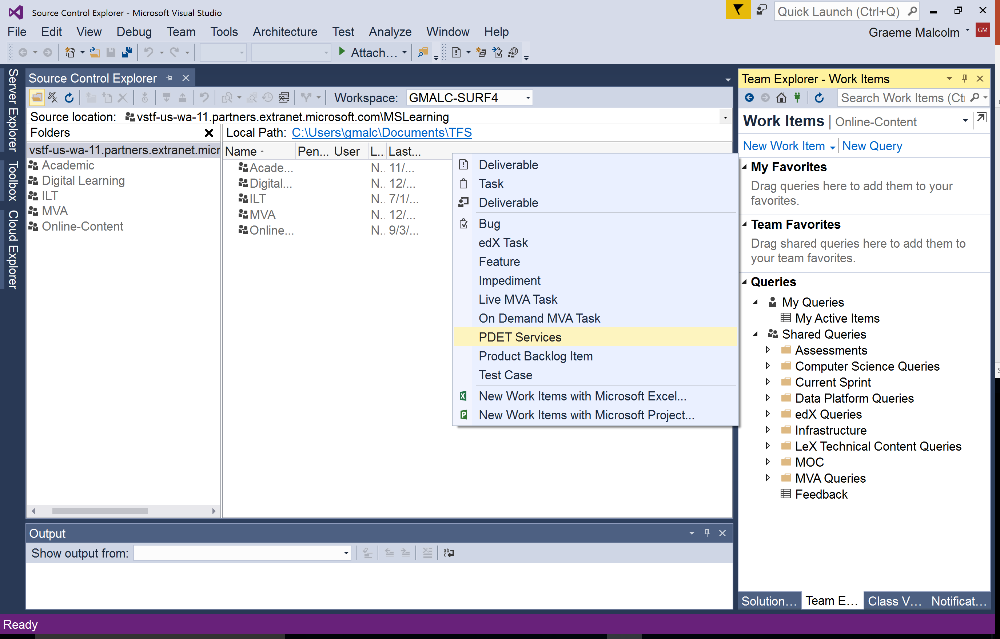 Source Control Explorer - Microsoft Visual Studio
Quick Launch (Ctrl+Q)
File Edit View Debug Team Tools Architecture Test Analyze Window Help
Graeme Malcolm GM
Attach...
Server Explorer
Toolbox
Cloud Explorer
Source Control Explorer
Workspace: GMALC-SURF4
Source location: vstf-us-wa-11.partners.extranet.microsoft.com\MSLearning
Folders
Local Path: C:\Users\gmalc\Documents\TFS
vstf-us-wa-11.partners.extranet.micr
Academic
Digital Learning
ILT
MVA
Online-Content
Name Pen... User L... Last...
Acade... N.. 11/...
Digital... N.. 12/...
ILT N.. 7/1/...
MVA N.. 12/...
Online... N.. 9/3/...
Deliverable
Task
Deliverable
Bug
edX Task
Feature
Impediment
Live MVA Task
On Demand MVA Task
PDET Services
Product Backlog Item
Test Case
New Work Items with Microsoft Excel...
New Work Items with Microsoft Project...
Team Explorer - Work Items
Search Work Items (Ct
Work Items | Online-Content
New Work Item New Query
My Favorites
Drag queries here to add them to your
favorites.
Team Favorites
Drag shared queries here to add them to
your team favorites.
Queries
My Queries
My Active Items
Shared Queries
Assessments
Computer Science Queries
Current Sprint
Data Platform Queries
edX Queries
Infrastructure
LeX Technical Content Queries
MOC
MVA Queries
Feedback
Output
Show output from:
Solution... Team E... Class V... Notificat...
Ready